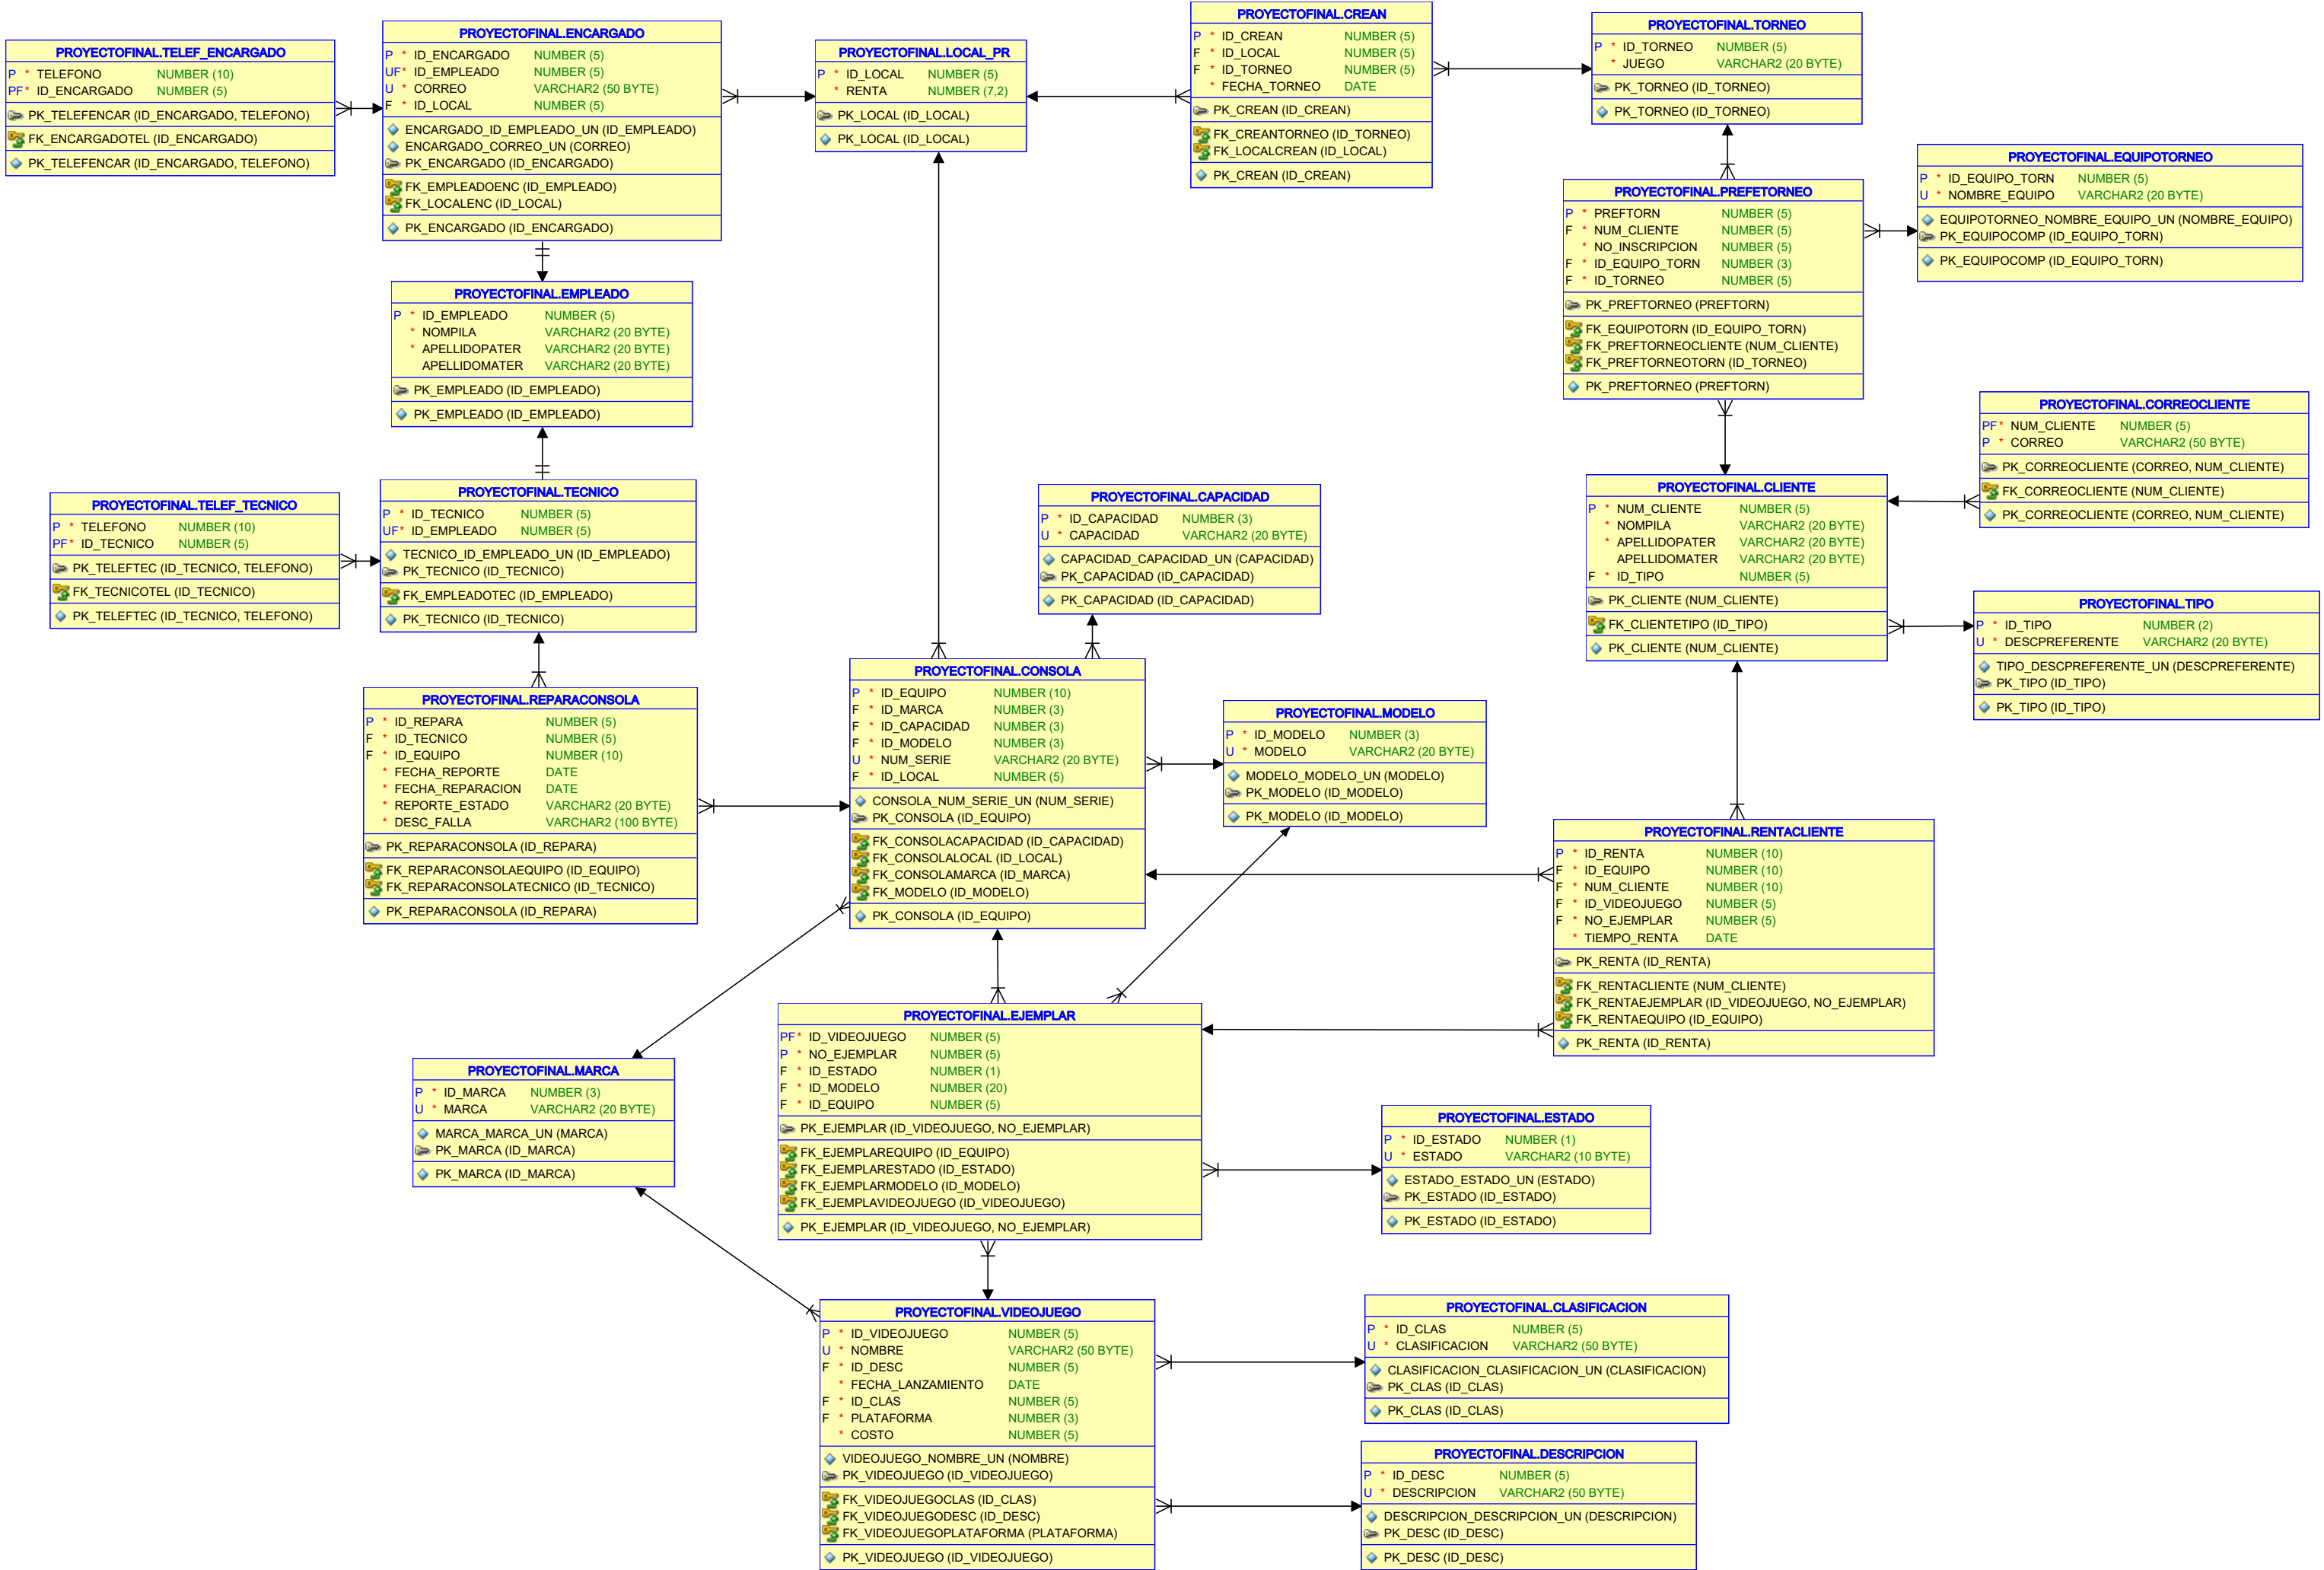 PROYECTOFINAL.TELEF_ENCARGADO
P * TELEFONO NUMBER (10)
PF* ID_ENCARGADO NUMBER (5)
PK_TELEFENCAR (ID_ENCARGADO, TELEFONO)
FK_ENCARGADOTEL (ID_ENCARGADO)
PK_TELEFENCAR (ID_ENCARGADO, TELEFONO)
PROYECTOFINAL.ENCARGADO
P * ID_ENCARGADO NUMBER (5)
UF* ID_EMPLEADO NUMBER (5)
U * CORREO VARCHAR2 (50 BYTE)
F * ID_LOCAL NUMBER (5)
ENCARGADO_ID_EMPLEADO_UN (ID_EMPLEADO)
ENCARGADO_CORREO_UN (CORREO)
PK_ENCARGADO (ID_ENCARGADO)
FK_EMPLEADOENC (ID_EMPLEADO)
FK_LOCALENC (ID_LOCAL)
PK_ENCARGADO (ID_ENCARGADO)
PROYECTOFINAL.LOCAL_PR
P * ID_LOCAL NUMBER (5)
* RENTA NUMBER (7,2)
PK_LOCAL (ID_LOCAL)
PK_LOCAL (ID_LOCAL)
PROYECTOFINAL.CREAN
P * ID_CREAN NUMBER (5)
F * ID_LOCAL NUMBER (5)
F * ID_TORNEO NUMBER (5)
* FECHA_TORNEO DATE
PK_CREAN (ID_CREAN)
FK_CREANTORNEO (ID_TORNEO)
FK_LOCALCREAN (ID_LOCAL)
PK_CREAN (ID_CREAN)
PROYECTOFINAL.TORNEO
P * ID_TORNEO NUMBER (5)
* JUEGO VARCHAR2 (20 BYTE)
PK_TORNEO (ID_TORNEO)
PK_TORNEO (ID_TORNEO)
PROYECTOFINAL.EQUIPOTORNEO
P * ID_EQUIPO_TORN NUMBER (5)
U * NOMBRE_EQUIPO VARCHAR2 (20 BYTE)
EQUIPOTORNEO_NOMBRE_EQUIPO_UN (NOMBRE_EQUIPO)
PK_EQUIPOCOMP (ID_EQUIPO_TORN)
PK_EQUIPOCOMP (ID_EQUIPO_TORN)
PROYECTOFINAL.PREFETORNEO
P * PREFTORN NUMBER (5)
F * NUM_CLIENTE NUMBER (5)
* NO_INSCRIPCION NUMBER (5)
F * ID_EQUIPO_TORN NUMBER (3)
F * ID_TORNEO NUMBER (5)
PK_PREFTORNEO (PREFTORN)
FK_EQUIPOTORN (ID_EQUIPO_TORN)
FK_PREFTORNEOCLIENTE (NUM_CLIENTE)
FK_PREFTORNEOTORN (ID_TORNEO)
PK_PREFTORNEO (PREFTORN)
PROYECTOFINAL.EMPLEADO
P * ID_EMPLEADO NUMBER (5)
* NOMPILA VARCHAR2 (20 BYTE)
* APELLIDOPATER VARCHAR2 (20 BYTE)
APELLIDOMATER VARCHAR2 (20 BYTE)
PK_EMPLEADO (ID_EMPLEADO)
PK_EMPLEADO (ID_EMPLEADO)
PROYECTOFINAL.CORREOCLIENTE
PF* NUM_CLIENTE NUMBER (5)
P * CORREO VARCHAR2 (50 BYTE)
PK_CORREOCLIENTE (CORREO, NUM_CLIENTE)
FK_CORREOCLIENTE (NUM_CLIENTE)
PK_CORREOCLIENTE (CORREO, NUM_CLIENTE)
PROYECTOFINAL.TELEF_TECNICO
P * TELEFONO NUMBER (10)
PF* ID_TECNICO NUMBER (5)
PK_TELEFTEC (ID_TECNICO, TELEFONO)
FK_TECNICOTEL (ID_TECNICO)
PK_TELEFTEC (ID_TECNICO, TELEFONO)
PROYECTOFINAL.TECNICO
P * ID_TECNICO NUMBER (5)
UF* ID_EMPLEADO NUMBER (5)
TECNICO_ID_EMPLEADO_UN (ID_EMPLEADO)
PK_TECNICO (ID_TECNICO)
FK_EMPLEADOTEC (ID_EMPLEADO)
PK_TECNICO (ID_TECNICO)
PROYECTOFINAL.CAPACIDAD
P * ID_CAPACIDAD NUMBER (3)
U * CAPACIDAD VARCHAR2 (20 BYTE)
CAPACIDAD_CAPACIDAD_UN (CAPACIDAD)
PK_CAPACIDAD (ID_CAPACIDAD)
PK_CAPACIDAD (ID_CAPACIDAD)
PROYECTOFINAL.CLIENTE
P * NUM_CLIENTE NUMBER (5)
* NOMPILA VARCHAR2 (20 BYTE)
* APELLIDOPATER VARCHAR2 (20 BYTE)
APELLIDOMATER VARCHAR2 (20 BYTE)
F * ID_TIPO NUMBER (5)
PK_CLIENTE (NUM_CLIENTE)
FK_CLIENTETIPO (ID_TIPO)
PK_CLIENTE (NUM_CLIENTE)
PROYECTOFINAL.TIPO
P * ID_TIPO NUMBER (2)
U * DESCPREFERENTE VARCHAR2 (20 BYTE)
TIPO_DESCPREFERENTE_UN (DESCPREFERENTE)
PK_TIPO (ID_TIPO)
PK_TIPO (ID_TIPO)
PROYECTOFINAL.REPARACONSOLA
P * ID_REPARA NUMBER (5)
F * ID_TECNICO NUMBER (5)
F * ID_EQUIPO NUMBER (10)
* FECHA_REPORTE DATE
* FECHA_REPARACION DATE
* REPORTE_ESTADO VARCHAR2 (20 BYTE)
* DESC_FALLA VARCHAR2 (100 BYTE)
PK_REPARACONSOLA (ID_REPARA)
FK_REPARACONSOLAEQUIPO (ID_EQUIPO)
FK_REPARACONSOLATECNICO (ID_TECNICO)
PK_REPARACONSOLA (ID_REPARA)
PROYECTOFINAL.CONSOLA
P * ID_EQUIPO NUMBER (10)
F * ID_MARCA NUMBER (3)
F * ID_CAPACIDAD NUMBER (3)
F * ID_MODELO NUMBER (3)
U * NUM_SERIE VARCHAR2 (20 BYTE)
F * ID_LOCAL NUMBER (5)
CONSOLA_NUM_SERIE_UN (NUM_SERIE)
PK_CONSOLA (ID_EQUIPO)
FK_CONSOLACAPACIDAD (ID_CAPACIDAD)
FK_CONSOLALOCAL (ID_LOCAL)
FK_CONSOLAMARCA (ID_MARCA)
FK_MODELO (ID_MODELO)
PK_CONSOLA (ID_EQUIPO)
PROYECTOFINAL.MODELO
P * ID_MODELO NUMBER (3)
U * MODELO VARCHAR2 (20 BYTE)
MODELO_MODELO_UN (MODELO)
PK_MODELO (ID_MODELO)
PK_MODELO (ID_MODELO)
PROYECTOFINAL.RENTACLIENTE
P * ID_RENTA NUMBER (10)
F * ID_EQUIPO NUMBER (10)
F * NUM_CLIENTE NUMBER (10)
F * ID_VIDEOJUEGO NUMBER (5)
F * NO_EJEMPLAR NUMBER (5)
* TIEMPO_RENTA DATE
PK_RENTA (ID_RENTA)
FK_RENTACLIENTE (NUM_CLIENTE)
FK_RENTAEJEMPLAR (ID_VIDEOJUEGO, NO_EJEMPLAR)
FK_RENTAEQUIPO (ID_EQUIPO)
PK_RENTA (ID_RENTA)
PROYECTOFINAL.EJEMPLAR
PF* ID_VIDEOJUEGO NUMBER (5)
P * NO_EJEMPLAR NUMBER (5)
F * ID_ESTADO NUMBER (1)
F * ID_MODELO NUMBER (20)
F * ID_EQUIPO NUMBER (5)
PK_EJEMPLAR (ID_VIDEOJUEGO, NO_EJEMPLAR)
FK_EJEMPLAREQUIPO (ID_EQUIPO)
FK_EJEMPLARESTADO (ID_ESTADO)
FK_EJEMPLARMODELO (ID_MODELO)
FK_EJEMPLAVIDEOJUEGO (ID_VIDEOJUEGO)
PK_EJEMPLAR (ID_VIDEOJUEGO, NO_EJEMPLAR)
PROYECTOFINAL.MARCA
P * ID_MARCA NUMBER (3)
U * MARCA VARCHAR2 (20 BYTE)
MARCA_MARCA_UN (MARCA)
PK_MARCA (ID_MARCA)
PK_MARCA (ID_MARCA)
PROYECTOFINAL.ESTADO
P * ID_ESTADO NUMBER (1)
U * ESTADO VARCHAR2 (10 BYTE)
ESTADO_ESTADO_UN (ESTADO)
PK_ESTADO (ID_ESTADO)
PK_ESTADO (ID_ESTADO)
PROYECTOFINAL.VIDEOJUEGO
P * ID_VIDEOJUEGO NUMBER (5)
U * NOMBRE VARCHAR2 (50 BYTE)
F * ID_DESC NUMBER (5)
* FECHA_LANZAMIENTO DATE
F * ID_CLAS NUMBER (5)
F * PLATAFORMA NUMBER (3)
* COSTO NUMBER (5)
VIDEOJUEGO_NOMBRE_UN (NOMBRE)
PK_VIDEOJUEGO (ID_VIDEOJUEGO)
FK_VIDEOJUEGOCLAS (ID_CLAS)
FK_VIDEOJUEGODESC (ID_DESC)
FK_VIDEOJUEGOPLATAFORMA (PLATAFORMA)
PK_VIDEOJUEGO (ID_VIDEOJUEGO)
PROYECTOFINAL.CLASIFICACION
P * ID_CLAS NUMBER (5)
U * CLASIFICACION VARCHAR2 (50 BYTE)
CLASIFICACION_CLASIFICACION_UN (CLASIFICACION)
PK_CLAS (ID_CLAS)
PK_CLAS (ID_CLAS)
PROYECTOFINAL.DESCRIPCION
P * ID_DESC NUMBER (5)
U * DESCRIPCION VARCHAR2 (50 BYTE)
DESCRIPCION_DESCRIPCION_UN (DESCRIPCION)
PK_DESC (ID_DESC)
PK_DESC (ID_DESC)